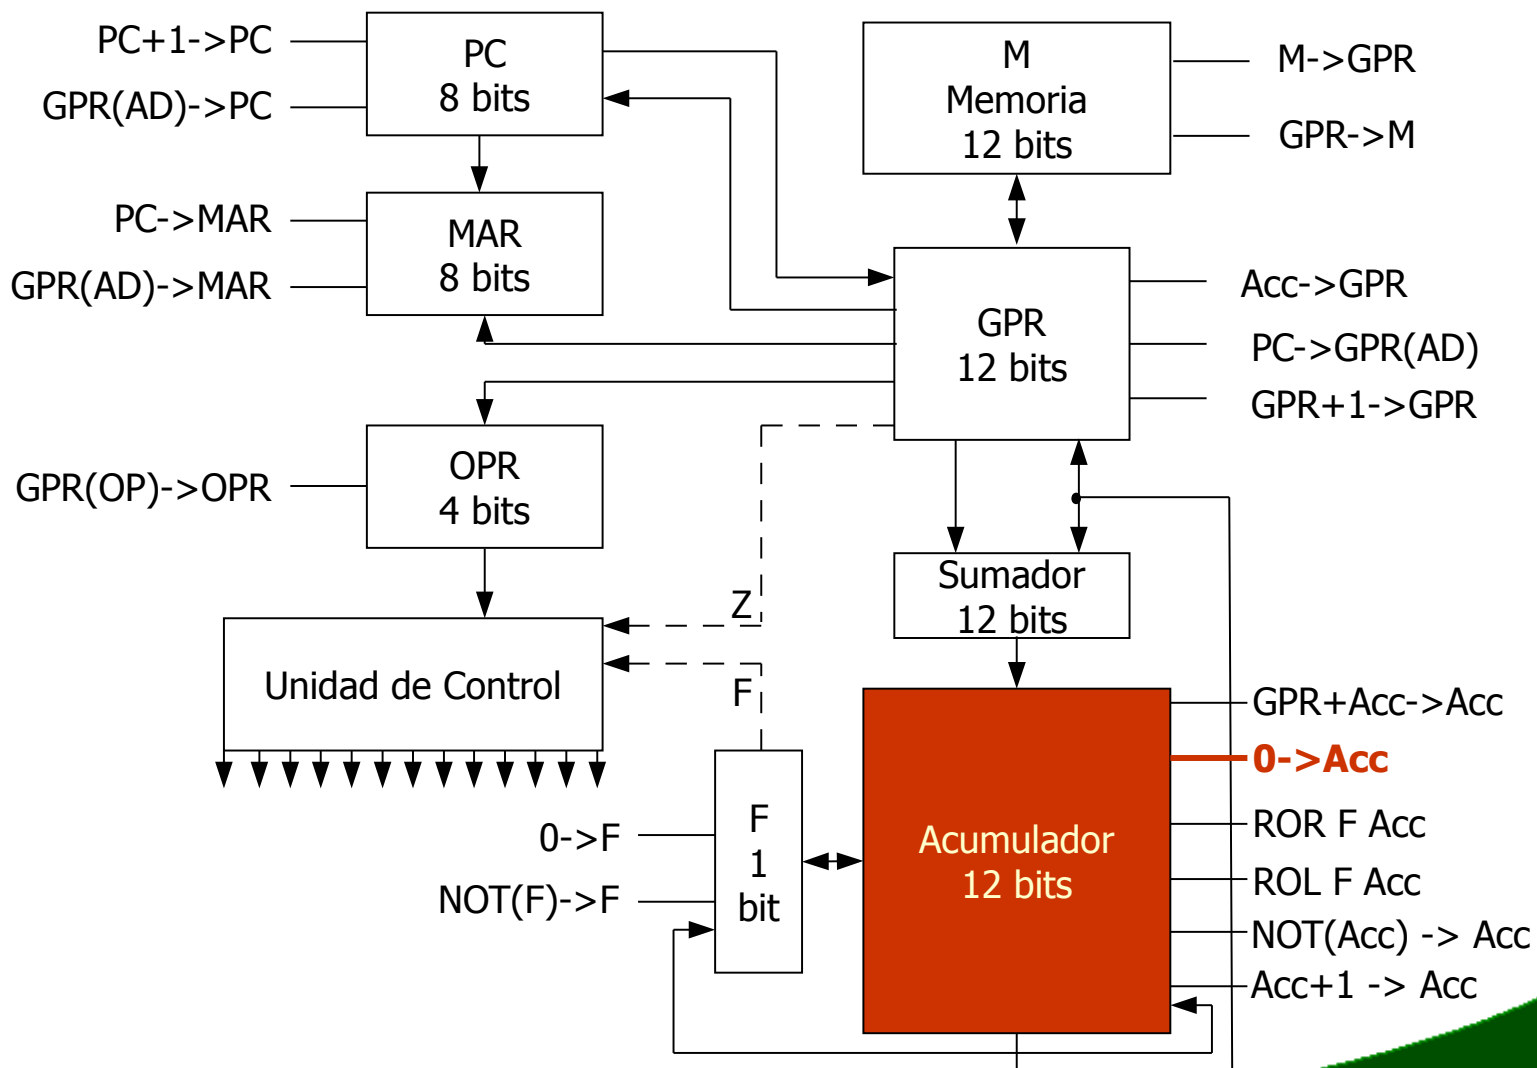 PC+1->PC
GPR(AD)->PC
PC
8 bits
M
Memoria
12 bits
M->GPR
GPR->M
PC->MAR
GPR(AD)->MAR
MAR
8 bits
GPR
12 bits
Acc->GPR
PC->GPR(AD)
GPR+1->GPR
GPR(OP)->OPR
OPR
4 bits
Sumador
12 bits
Z
F
Unidad de Control
0->F
NOT(F)->F
F
1
bit
Acumulador
12 bits
GPR+Acc->Acc
0->Acc
ROR F Acc
ROL F Acc
NOT(Acc) -> Acc
Acc+1 -> Acc